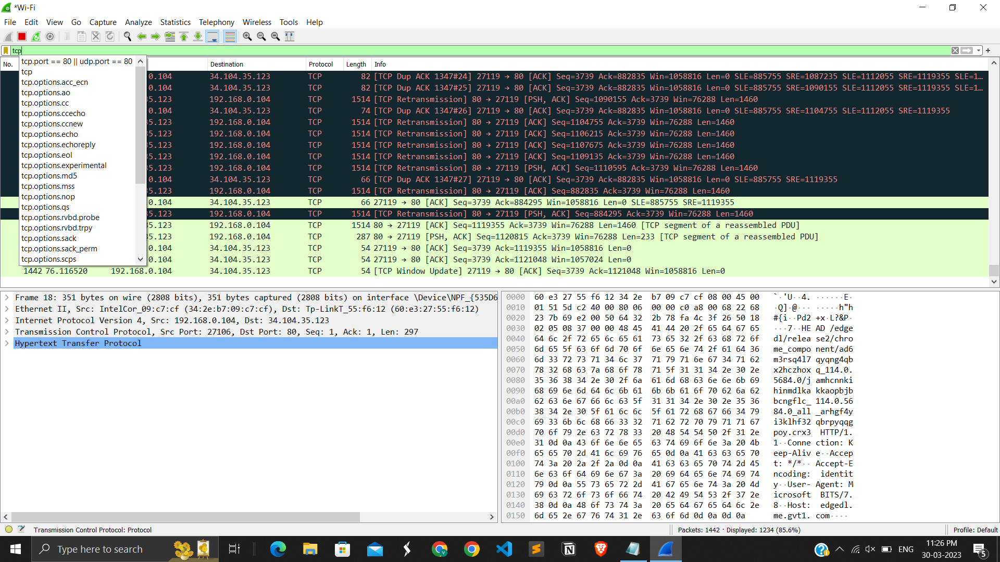 *Wi-Fi
File Edit View Go Capture Analyze Statistics Telephony Wireless Tools Help
tcp
No. Destination Protocol Length Info
tcp.port == 80 || udp.port == 80
tcp
tcp.options.acc_ecn
tcp.options.ao
tcp.options.cc
tcp.options.ccecho
tcp.options.ccnew
tcp.options.echo
tcp.options.echoreply
tcp.options.eol
tcp.options.experimental
tcp.options.md5
tcp.options.mss
tcp.options.nop
tcp.options.qs
tcp.options.rvbd.probe
tcp.options.rvbd.trpy
tcp.options.sack
tcp.options.sack_perm
tcp.options.scps
0.104 34.104.35.123 TCP 82 [TCP Dup ACK 1347#24] 27119 → 80 [ACK] Seq=3739 Ack=882835 Win=1058816 Len=0 SLE=885755 SRE=1087235 SLE=1112055 SRE=1119355 SLE=1…
0.104 34.104.35.123 TCP 82 [TCP Dup ACK 1347#25] 27119 → 80 [ACK] Seq=3739 Ack=882835 Win=1058816 Len=0 SLE=885755 SRE=1090155 SLE=1112055 SRE=1119355 SLE=1…
35.123 192.168.0.104 TCP 1514 [TCP Retransmission] 80 → 27119 [PSH, ACK] Seq=1090155 Ack=3739 Win=76288 Len=1460
0.104 34.104.35.123 TCP 74 [TCP Dup ACK 1347#26] 27119 → 80 [ACK] Seq=3739 Ack=882835 Win=1058816 Len=0 SLE=885755 SRE=1104755 SLE=1112055 SRE=1119355
35.123 192.168.0.104 TCP 1514 [TCP Retransmission] 80 → 27119 [ACK] Seq=1104755 Ack=3739 Win=76288 Len=1460
35.123 192.168.0.104 TCP 1514 [TCP Retransmission] 80 → 27119 [ACK] Seq=1106215 Ack=3739 Win=76288 Len=1460
35.123 192.168.0.104 TCP 1514 [TCP Retransmission] 80 → 27119 [ACK] Seq=1107675 Ack=3739 Win=76288 Len=1460
35.123 192.168.0.104 TCP 1514 [TCP Retransmission] 80 → 27119 [ACK] Seq=1109135 Ack=3739 Win=76288 Len=1460
35.123 192.168.0.104 TCP 1514 [TCP Retransmission] 80 → 27119 [PSH, ACK] Seq=1110595 Ack=3739 Win=76288 Len=1460
0.104 34.104.35.123 TCP 66 [TCP Dup ACK 1347#27] 27119 → 80 [ACK] Seq=3739 Ack=882835 Win=1058816 Len=0 SLE=885755 SRE=1119355
35.123 192.168.0.104 TCP 1514 [TCP Retransmission] 80 → 27119 [ACK] Seq=882835 Ack=3739 Win=76288 Len=1460
0.104 34.104.35.123 TCP 66 27119 → 80 [ACK] Seq=3739 Ack=884295 Win=1058816 Len=0 SLE=885755 SRE=1119355
35.123 192.168.0.104 TCP 1514 [TCP Retransmission] 80 → 27119 [PSH, ACK] Seq=884295 Ack=3739 Win=76288 Len=1460
35.123 192.168.0.104 TCP 1514 80 → 27119 [ACK] Seq=1119355 Ack=3739 Win=76288 Len=1460 [TCP segment of a reassembled PDU]
35.123 192.168.0.104 TCP 287 80 → 27119 [PSH, ACK] Seq=1120815 Ack=3739 Win=76288 Len=233 [TCP segment of a reassembled PDU]
0.104 34.104.35.123 TCP 54 27119 → 80 [ACK] Seq=3739 Ack=1119355 Win=1058816 Len=0
0.104 34.104.35.123 TCP 54 27119 → 80 [ACK] Seq=3739 Ack=1121048 Win=1057024 Len=0
1442 76.116520 192.168.0.104 34.104.35.123 TCP 54 [TCP Window Update] 27119 → 80 [ACK] Seq=3739 Ack=1121048 Win=1058816 Len=0
Frame 18: 351 bytes on wire (2808 bits), 351 bytes captured (2808 bits) on interface \Device\NPF_{535D6
Ethernet II, Src: IntelCor_09:c7:cf (34:2e:b7:09:c7:cf), Dst: Tp-LinkT_55:f6:12 (60:e3:27:55:f6:12)
Internet Protocol Version 4, Src: 192.168.0.104, Dst: 34.104.35.123
Transmission Control Protocol, Src Port: 27106, Dst Port: 80, Seq: 1, Ack: 1, Len: 297
Hypertext Transfer Protocol
0000 60 e3 27 55 f6 12 34 2e b7 09 c7 cf 08 00 45 00 `·'U··4. ······E·
0010 01 51 5d c2 40 00 80 06 00 00 c0 a8 00 68 22 68 ·Q]·@··· ·····h"h
0020 23 7b 69 e2 00 50 64 32 2b 78 fa 4c 3f 26 50 18 #{i··Pd2 +x·L?&P·
0030 02 05 08 37 00 00 48 45 41 44 20 2f 65 64 67 65 ···7··HE AD /edge
0040 64 6c 2f 72 65 6c 65 61 73 65 32 2f 63 68 72 6f dl/relea se2/chro
0050 6d 65 5f 63 6f 6d 70 6f 6e 65 6e 74 2f 61 64 36 me_compo nent/ad6
0060 6d 33 72 73 71 34 6c 37 71 79 71 6e 67 34 71 62 m3rsq4l7 qyqng4qb
0070 78 32 68 63 7a 68 6f 78 71 5f 31 31 34 2e 30 2e x2hczhox q_114.0.
0080 35 36 38 34 2e 30 2f 6a 61 6d 68 63 6e 6e 6b 69 5684.0/j amhcnnki
0090 68 69 6e 6d 64 6c 6b 61 6b 6b 61 6f 70 62 6a 62 hinmdlka kkaopbjb
00a0 62 63 6e 67 66 6c 63 5f 31 31 34 2e 30 2e 35 36 bcngflc_ 114.0.56
00b0 38 34 2e 30 5f 61 6c 6c 5f 61 72 68 67 66 34 79 84.0_all _arhgf4y
00c0 69 33 6b 6c 68 66 33 32 71 62 72 70 79 71 71 67 i3klhf32 qbrpyqqg
00d0 70 6f 79 2e 63 72 78 33 20 48 54 54 50 2f 31 2e poy.crx3 HTTP/1.
00e0 31 0d 0a 43 6f 6e 6e 65 63 74 69 6f 6e 3a 20 4b 1··Conne ction: K
00f0 65 65 70 2d 41 6c 69 76 65 0d 0a 41 63 63 65 70 eep-Aliv e··Accep
0100 74 3a 20 2a 2f 2a 0d 0a 41 63 63 65 70 74 2d 45 t: */*·· Accept-E
0110 6e 63 6f 64 69 6e 67 3a 20 69 64 65 6e 74 69 74 ncoding: identit
0120 79 0d 0a 55 73 65 72 2d 41 67 65 6e 74 3a 20 4d y··User- Agent: M
0130 69 63 72 6f 73 6f 66 74 20 42 49 54 53 2f 37 2e icrosoft BITS/7.
0140 38 0d 0a 48 6f 73 74 3a 20 65 64 67 65 64 6c 2e 8··Host: edgedl.
0150 6d 65 2e 67 76 74 31 2e 63 6f 6d 0d 0a 0d 0a me.gvt1. com····
Transmission Control Protocol: Protocol
Packets: 1442 · Displayed: 1234 (85.6%)
Profile: Default
Type here to search
ENG
11:26 PM
30-03-2023
5